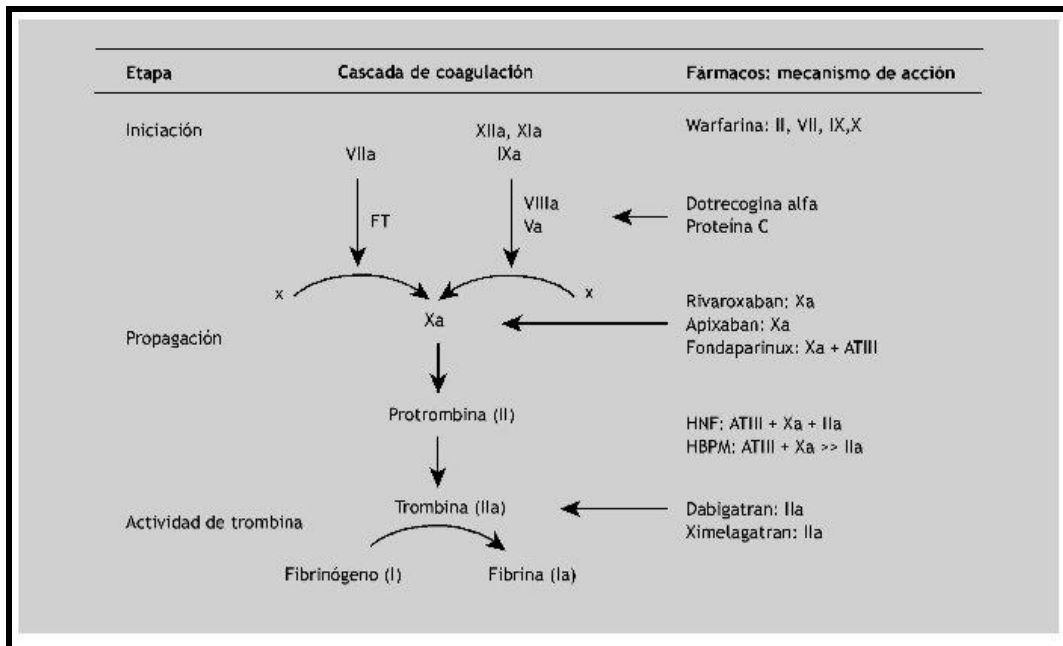 Etapa
Cascada de coagulación
Fármacos: mecanismo de acción
Iniciación
Warfarina: II, VII, IX,X
XIIa, XIa
VIIa
IXa
FT
VIIIa
Va
Dotrecogina alfa
Proteína C
x
x
Xa
Rivaroxaban: Xa
Apixaban: Xa
Fondaparinux: Xa + ATIII
Propagación
Protrombina (II)
HNF: ATIII + Xa + IIa
HBPM: ATIII + Xa >> IIa
Actividad de trombina
Trombina (IIa)
Dabigatran: IIa
Ximelagatran: IIa
Fibrinógeno (I)
Fibrina (Ia)